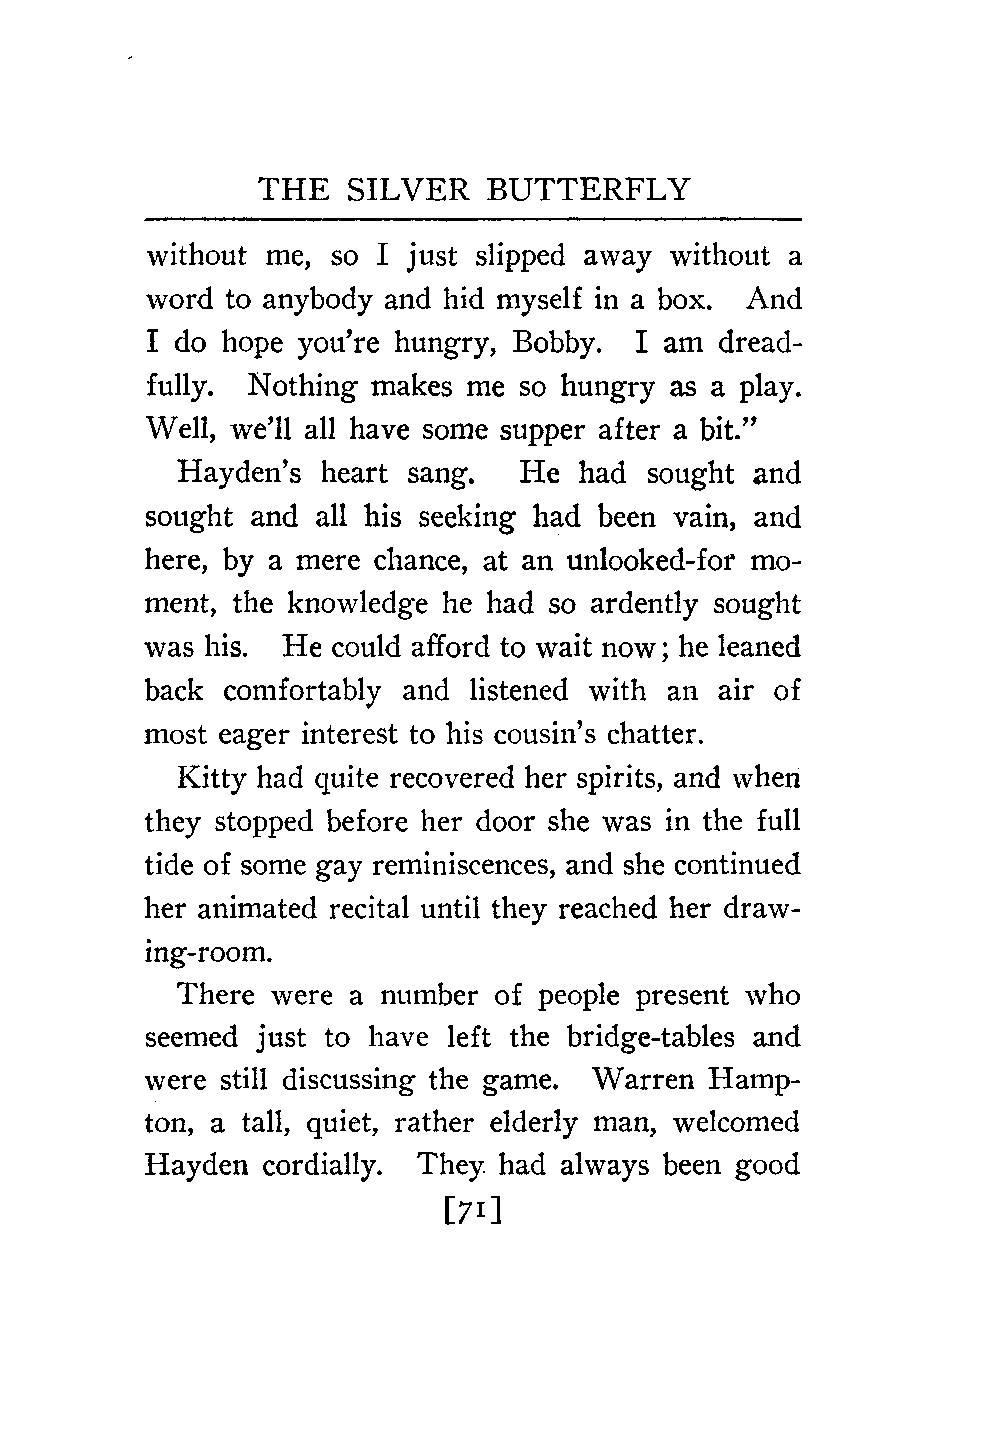 THE SILVER BUTTERFLY
without me, so I just slipped away without a
word to anybody and hid myself in a box. And
I do hope you're hungry, Bobby. I am dread-
fully. Nothing makes me so hungry as a play.
Well, we'll all have some supper after a bit."
Hayden's heart sang. He had sought and
sought and all his seeking had been vain, and
here, by a mere chance, at an unlooked-for mo-
ment, the knowledge he had so ardently sought
was his. He could afford to wait now; he leaned
back comfortably and listened with an air of
most eager interest to his cousin's chatter.
Kitty had quite recovered her spirits, and when
they stopped before her door she was in the full
tide of some gay reminiscences, and she continued
her animated recital until they reached her draw-
ing-room.
There were a number of people present who
seemed just to have left the bridge-tables and
were still discussing the game. Warren Hamp-
ton, a tall, quiet, rather elderly man, welcomed
Hayden cordially. They had always been good
[71]